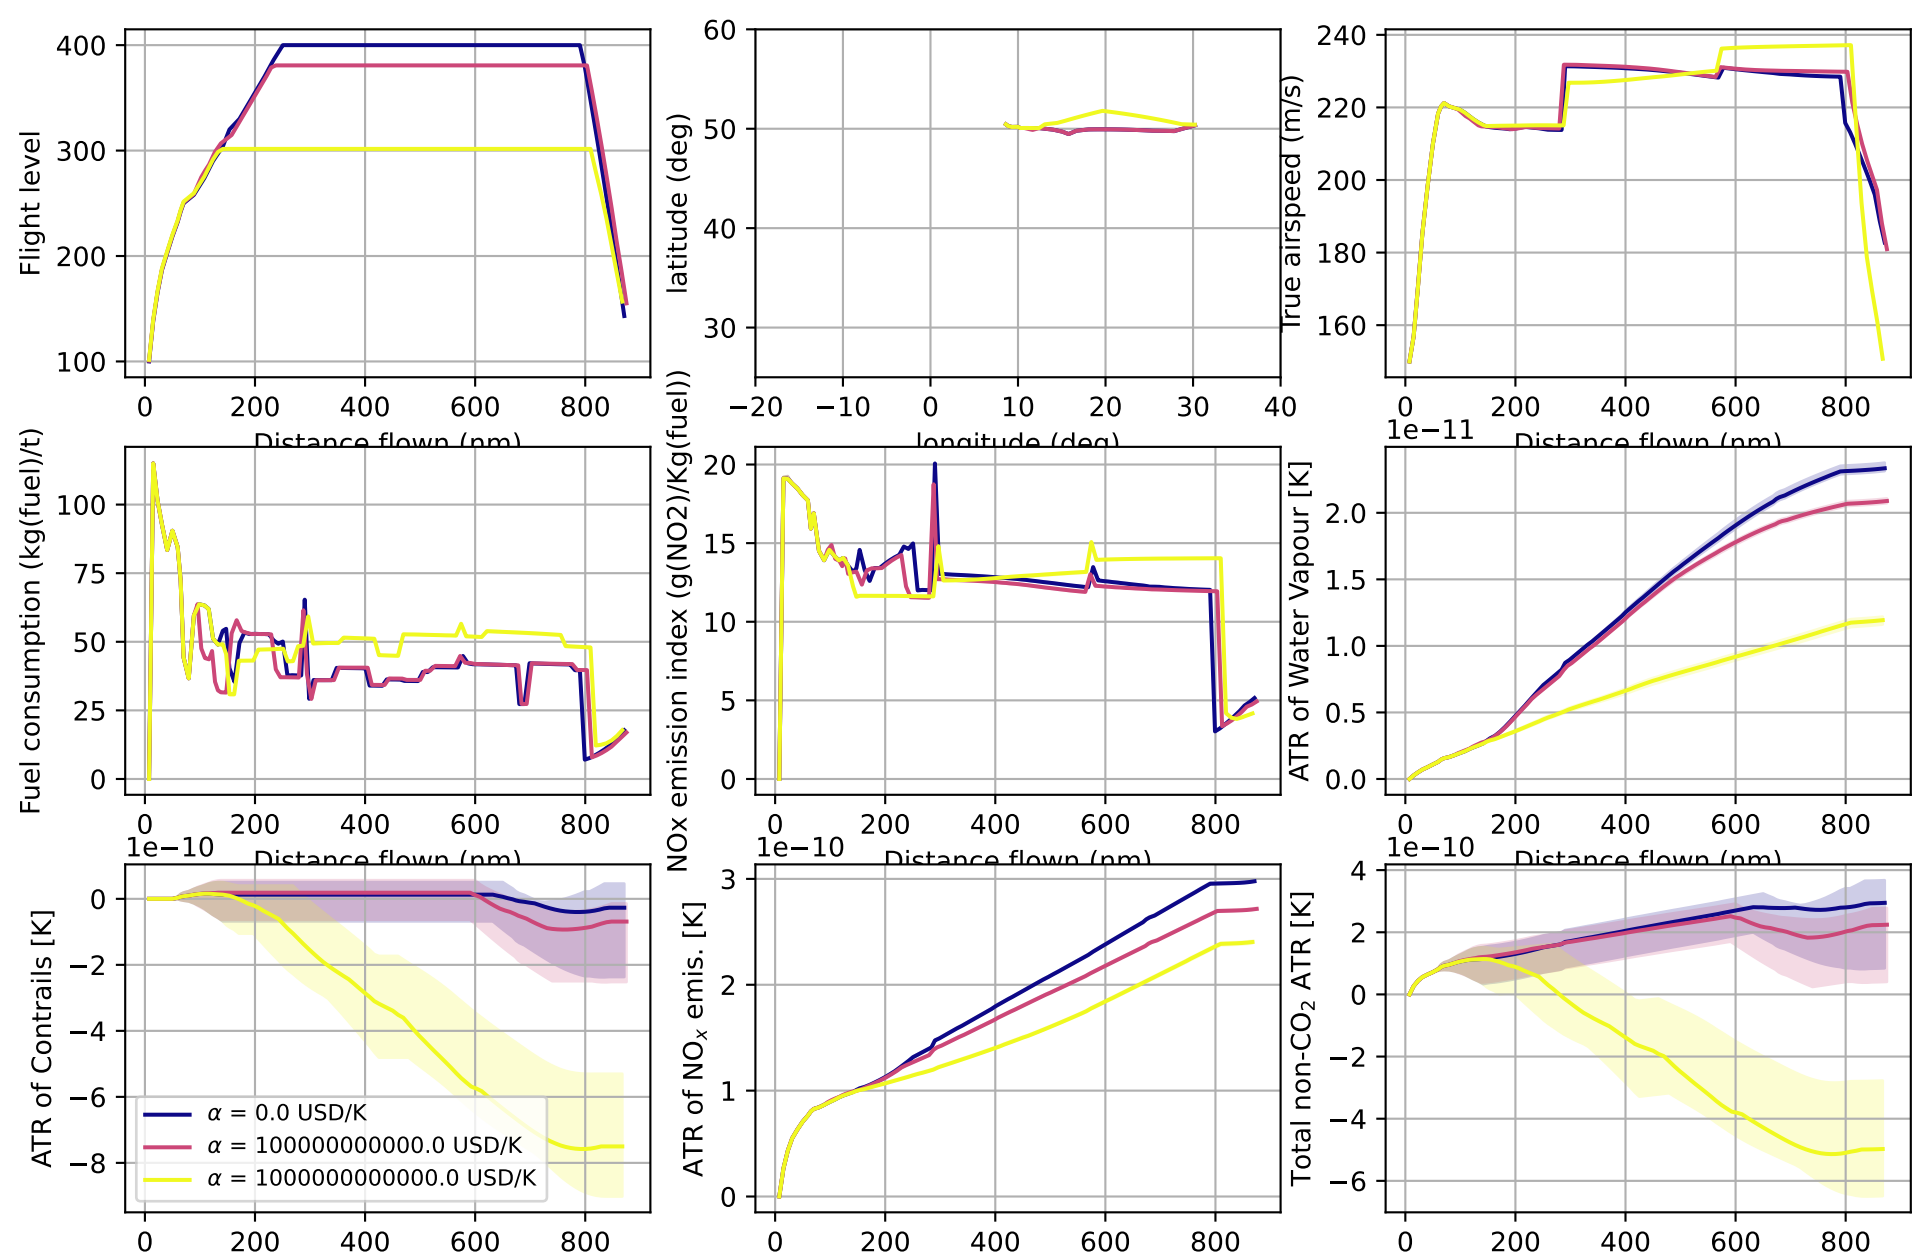 400
300
200
100
Flight level
0 200 400 600 800
Distance flown (nm)
60
50
40
30
latitude (deg)
−20 −10 0 10 20 30 40
longitude (deg)
240
220
200
180
160
True airspeed (m/s)
0 200 400 600 800
Distance flown (nm)
100
75
50
25
0
Fuel consumption (kg(fuel)/t)
0 200 400 600 800
Distance flown (nm)
20
15
10
5
0
NOx emission index (g(NO2)/Kg(fuel))
0 200 400 600 800
Distance flown (nm)
1e−11
2.0
1.5
1.0
0.5
0.0
ATR of Water Vapour [K]
0 200 400 600 800
Distance flown (nm)
1e−10
0
−2
−4
−6
−8
ATR of Contrails [K]
α = 0.0 USD/K
α = 100000000000.0 USD/K
α = 1000000000000.0 USD/K
0 200 400 600 800
1e−10
3
2
1
0
ATR of NOₓ emis. [K]
0 200 400 600 800
1e−10
4
2
0
−2
−4
−6
Total non-CO₂ ATR [K]
0 200 400 600 800